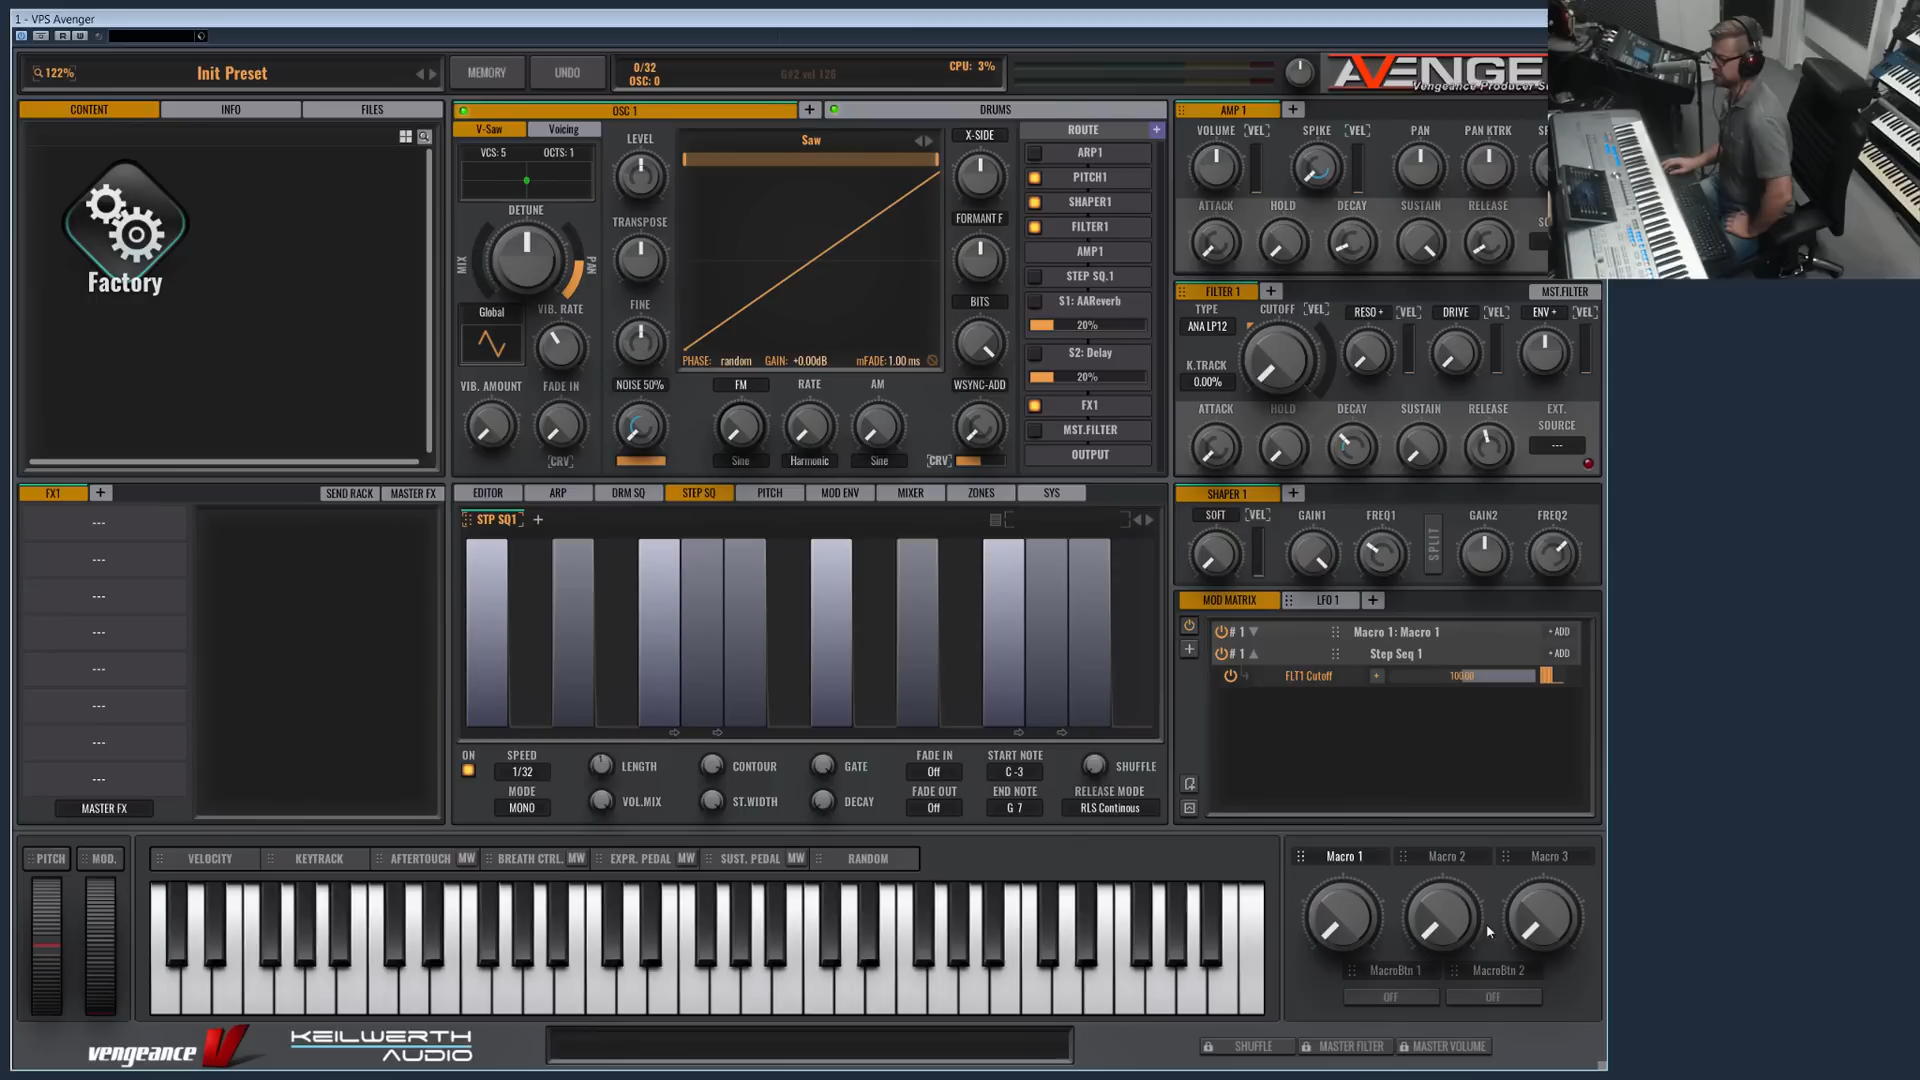 1 - VPS Avenger
R
W
122%
Init Preset
MEMORY
UNDO
0/32
OSC: 0
G#2 vel 126
CPU: 3%
AVENGE
Vengeance Producer Su
CONTENT
INFO
FILES
Factory
OSC 1
+
DRUMS
V-Saw
Voicing
VCS: 5
OCTS: 1
DETUNE
MIX
PAN
Global
VIB. RATE
VIB. AMOUNT
FADE IN
[CRV]
LEVEL
TRANSPOSE
FINE
NOISE 50%
Saw
PHASE: random
GAIN: +0.00dB
mFADE: 1.00 ms
FM
RATE
AM
Sine
Harmonic
Sine
X-SIDE
FORMANT F
BITS
WSYNC-ADD
[CRV]
ROUTE
+
ARP1
PITCH1
SHAPER1
FILTER1
AMP1
STEP SQ.1
S1: AAReverb
20%
S2: Delay
20%
FX1
MST.FILTER
OUTPUT
AMP 1
+
VOLUME
[VEL]
SPIKE
[VEL]
PAN
PAN KTRK
ATTACK
HOLD
DECAY
SUSTAIN
RELEASE
FILTER 1
+
MST.FILTER
TYPE
ANA LP12
K.TRACK
0.00%
CUTOFF
[VEL]
RESO +
[VEL]
DRIVE
[VEL]
ENV +
[VEL]
ATTACK
HOLD
DECAY
SUSTAIN
RELEASE
EXT.
SOURCE
---
FX1
+
SEND RACK
MASTER FX
---
---
---
---
---
---
---
---
MASTER FX
EDITOR
ARP
DRM SQ
STEP SQ
PITCH
MOD ENV
MIXER
ZONES
SYS
STP SQ1
+
ON
SPEED
1/32
MODE
MONO
LENGTH
VOL.MIX
CONTOUR
ST.WIDTH
GATE
DECAY
FADE IN
Off
FADE OUT
Off
START NOTE
C -3
END NOTE
G 7
SHUFFLE
RELEASE MODE
RLS Continous
SHAPER 1
+
SOFT
[VEL]
GAIN1
FREQ1
SPLIT
GAIN2
FREQ2
MOD MATRIX
LFO 1
+
# 1
Macro 1: Macro 1
+ADD
# 1
Step Seq 1
+ADD
FLT1 Cutoff
+
100.00
PITCH
MOD.
VELOCITY
KEYTRACK
AFTERTOUCH
MW
BREATH CTRL.
MW
EXPR. PEDAL
MW
SUST. PEDAL
MW
RANDOM
Macro 1
Macro 2
Macro 3
MacroBtn 1
MacroBtn 2
OFF
OFF
vengeance
KEILWERTH
AUDIO
SHUFFLE
MASTER FILTER
MASTER VOLUME